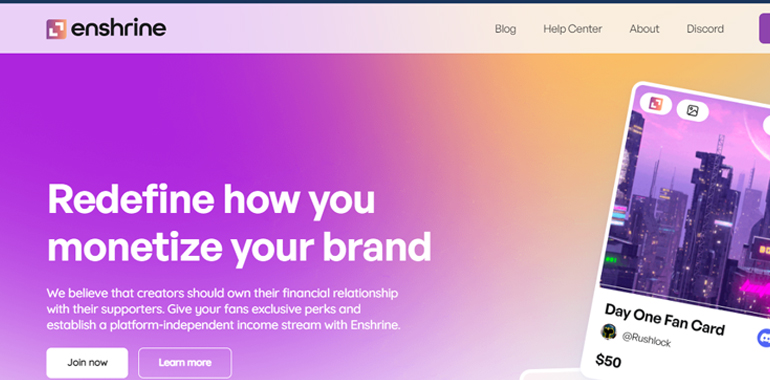 enshrine
Blog
Help Center
About
Discord
Redefine how you
monetize your brand
We believe that creators should own their financial relationship
with their supporters. Give your fans exclusive perks and
establish a platform-independent income stream with Enshrine.
Join now
Learn more
Day One Fan Card
@Rushlock
$50